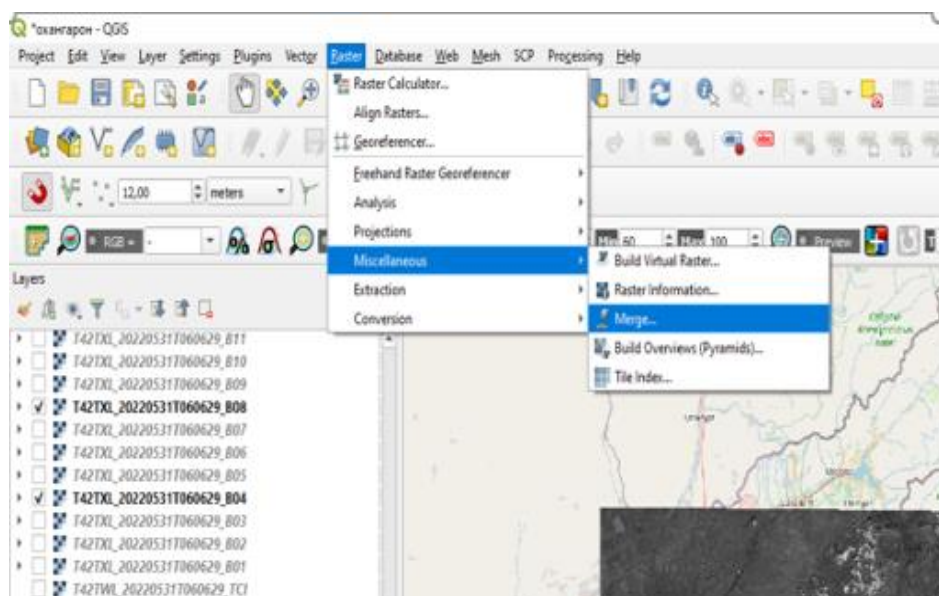 *охангарон - QGIS
Project Edit View Layer Settings Plugins Vector Raster Database Web Mesh SCP Processing Help
Raster Calculator...
Align Rasters...
Georeferencer...
Freehand Raster Georeferencer
Analysis
Projections
Miscellaneous
Extraction
Conversion
Build Virtual Raster...
Raster Information...
Merge...
Build Overviews (Pyramids)...
Tile Index...
12,00 meters
RGB = -
Min 60 Max 100 Preview
Layers
T42TXL_20220531T060629_B11
T42TXL_20220531T060629_B10
T42TXL_20220531T060629_B09
T42TXL_20220531T060629_B08
T42TXL_20220531T060629_B07
T42TXL_20220531T060629_B06
T42TXL_20220531T060629_B05
T42TXL_20220531T060629_B04
T42TXL_20220531T060629_B03
T42TXL_20220531T060629_B02
T42TXL_20220531T060629_B01
T42TWL_20220531T060629_TCI